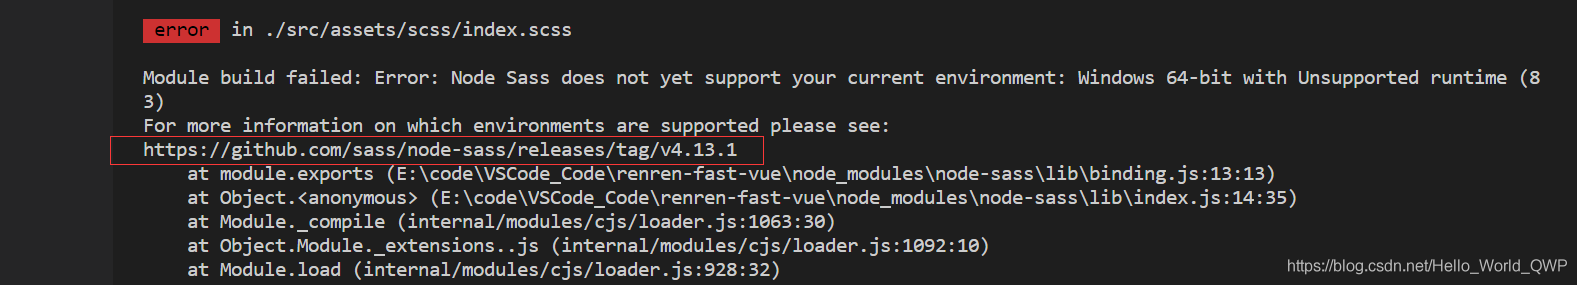 error in ./src/assets/scss/index.scss
Module build failed: Error: Node Sass does not yet support your current environment: Windows 64-bit with Unsupported runtime (8
3)
For more information on which environments are supported please see:
https://github.com/sass/node-sass/releases/tag/v4.13.1
at module.exports (E:\code\VSCode_Code\renren-fast-vue\node_modules\node-sass\lib\binding.js:13:13)
at Object.<anonymous> (E:\code\VSCode_Code\renren-fast-vue\node_modules\node-sass\lib\index.js:14:35)
at Module._compile (internal/modules/cjs/loader.js:1063:30)
at Object.Module._extensions..js (internal/modules/cjs/loader.js:1092:10)
at Module.load (internal/modules/cjs/loader.js:928:32)
https://blog.csdn.net/Hello_World_QWP